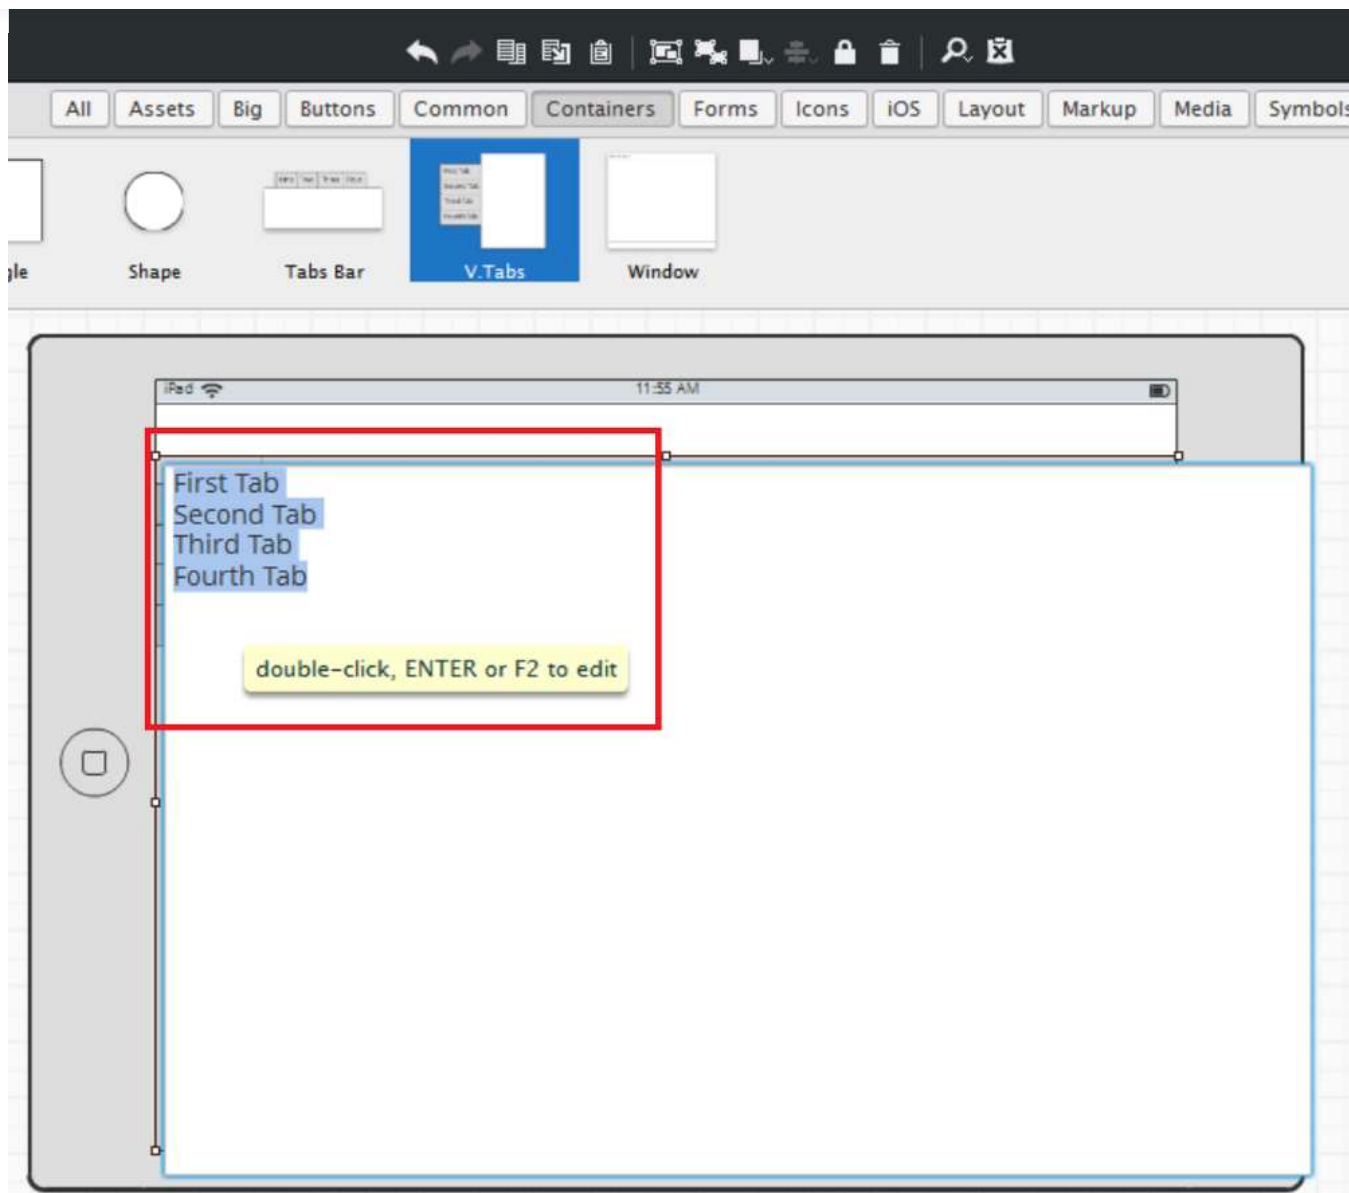 All Assets Big Buttons Common Containers Forms Icons iOS Layout Markup Media Symbols
gle Shape Tabs Bar V.Tabs Window
iPad 11:55 AM
First Tab
Second Tab
Third Tab
Fourth Tab
double-click, ENTER or F2 to edit